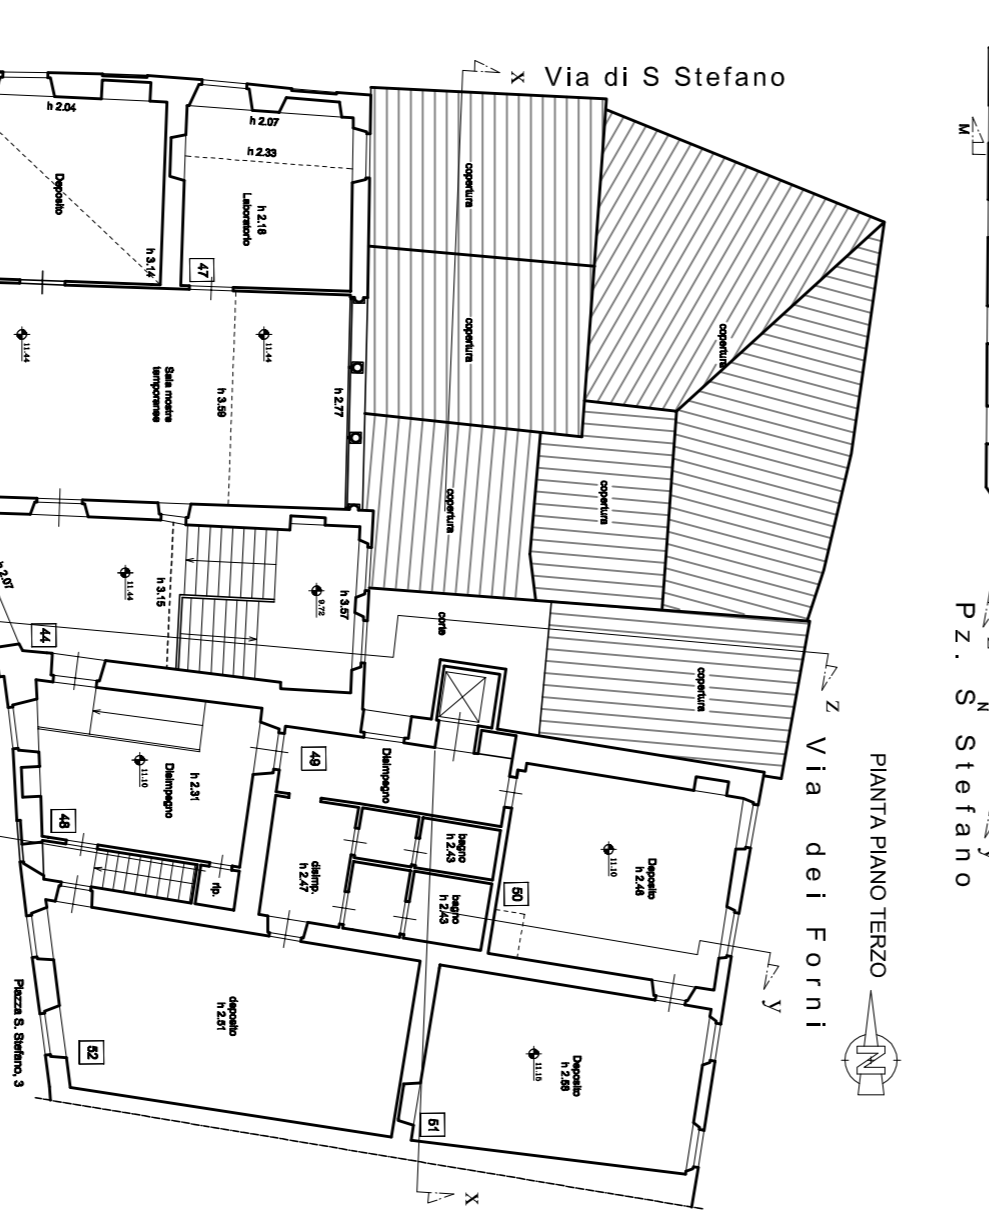 x Via di S Stefano
M
h 2.04
Deposito
h 3.14
h 2.07
h 2.33
h 2.18
Laboratorio
47
copertura
copertura
copertura
copertura
copertura
copertura
11.44
11.44
Sala mostre
temporanee
h 3.59
h 2.77
11.44
h 3.15
h 2.07
9.72
h 3.57
44
corte
z
Via dei Forni
PIANTA PIANO TERZO
N
Pz. S Stefano
N
y
h 2.31
Disimpegno
11.10
48
49
Disimpegno
disimp.
h 2.47
rip.
bagno
h 2.43
bagno
h 2.43
50
Deposito
h 2.48
11.10
y
deposito
h 2.51
52
Deposito
h 2.58
11.15
51
Piazza S. Stefano, 3
x